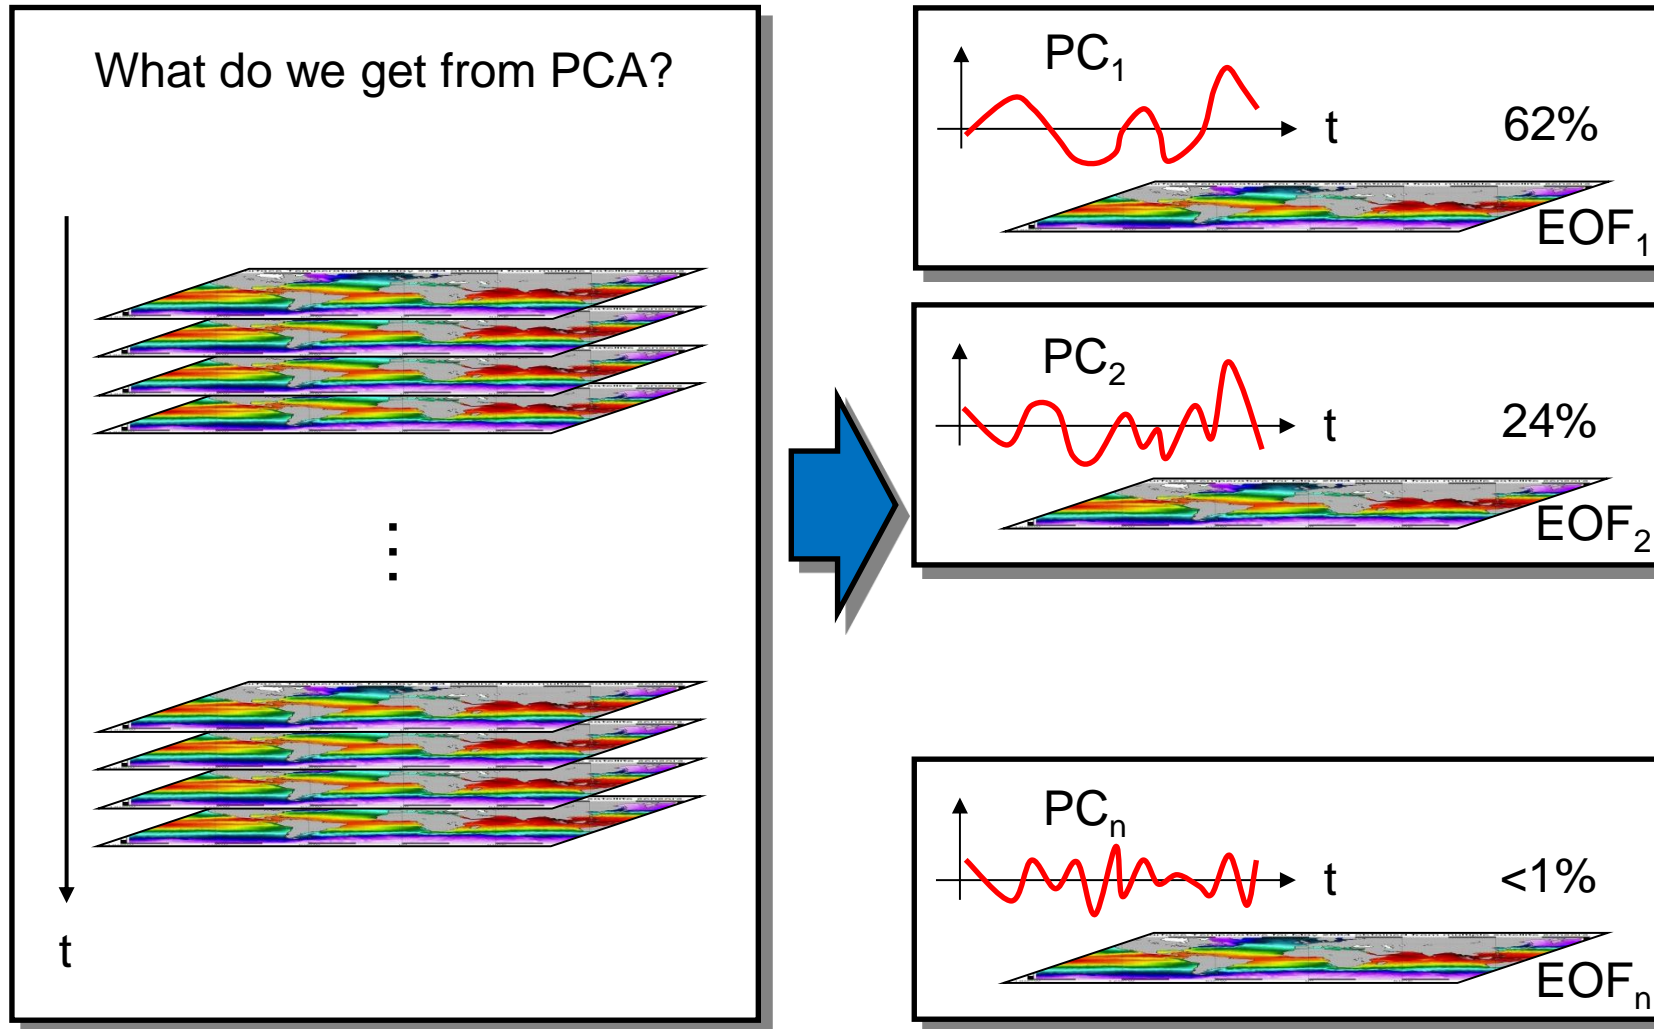 What do we get from PCA?
t
PC1
t
62%
EOF1
PC2
t
24%
EOF2
PCn
t
<1%
EOFn